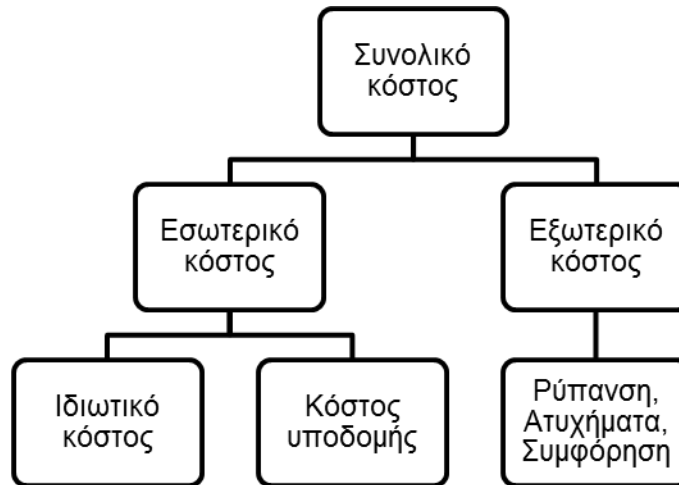 Συνολικό
κόστος
Εσωτερικό
κόστος
Εξωτερικό
κόστος
Ιδιωτικό
κόστος
Κόστος
υποδομής
Ρύπανση,
Ατυχήματα,
Συμφόρηση